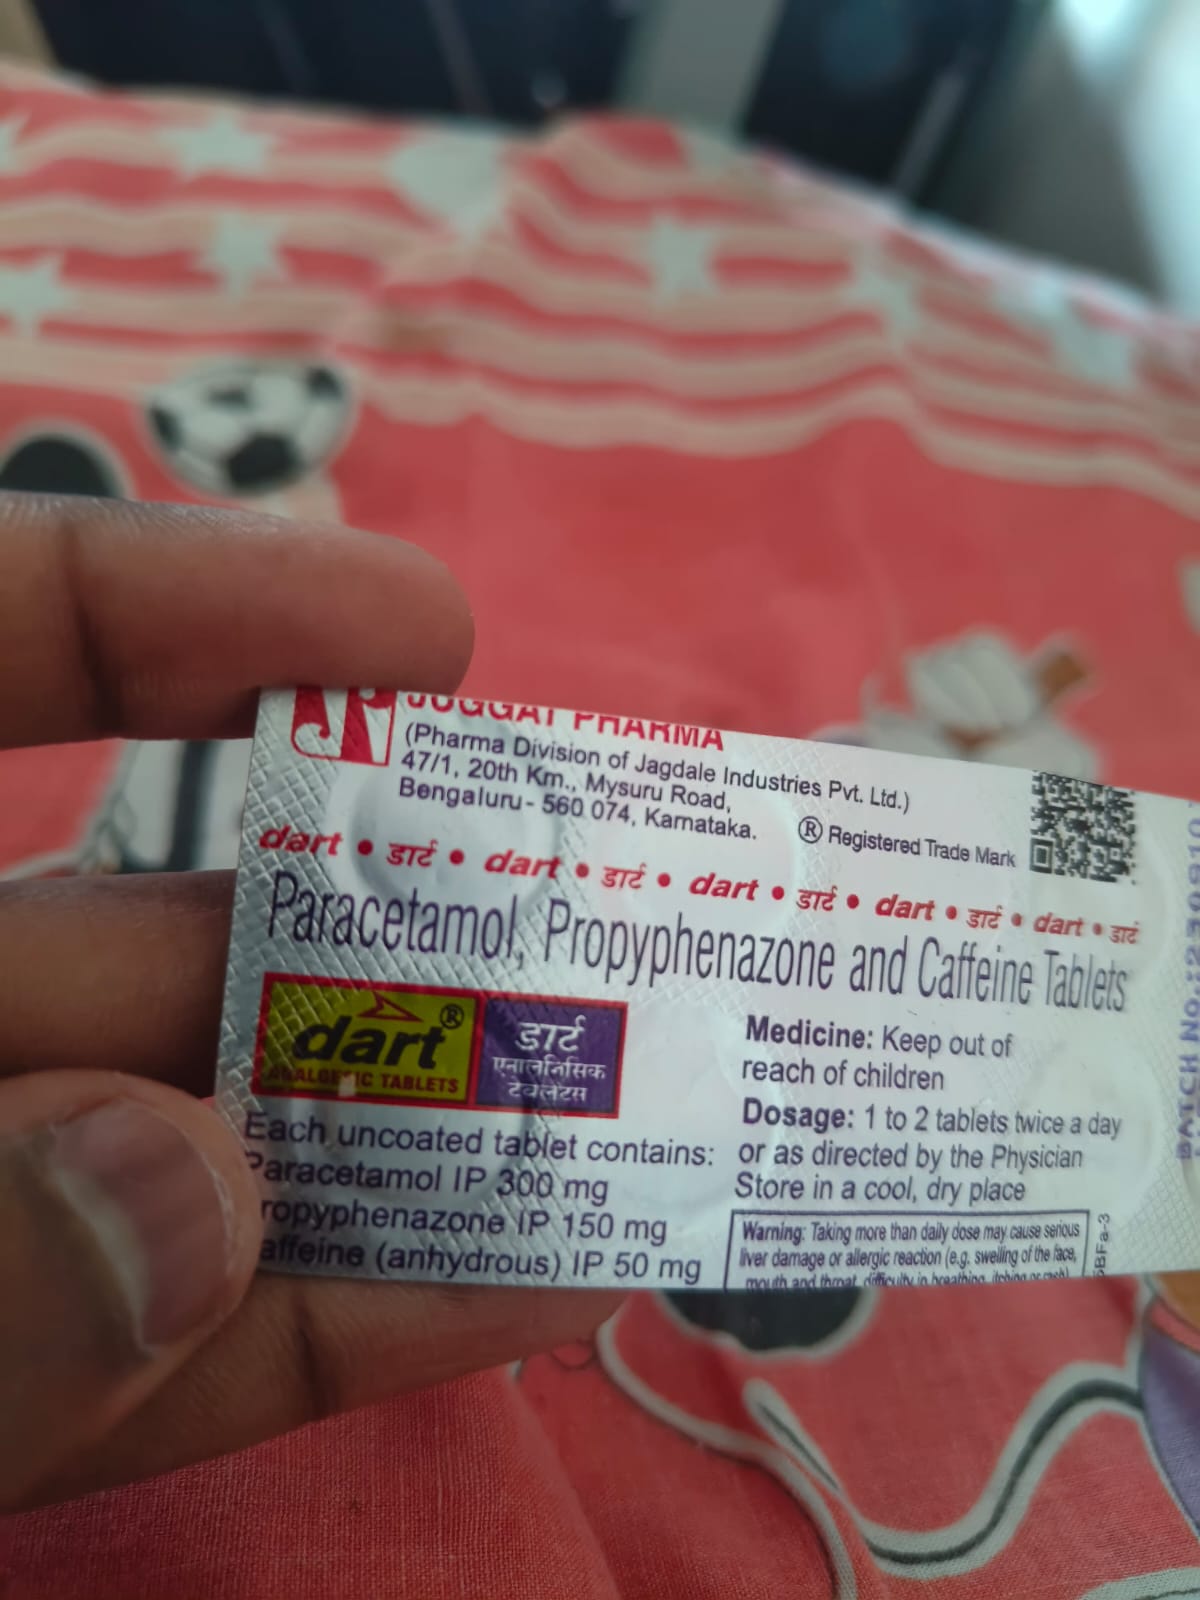 JUGGAT PHARMA
(Pharma Division of Jagdale Industries Pvt. Ltd.)
47/1, 20th Km., Mysuru Road,
Bengaluru - 560 074, Karnataka.
® Registered Trade Mark
dart • डार्ट • dart • डार्ट • dart • डार्ट • dart • डार्ट • dart • डार्ट
Paracetamol, Propyphenazone and Caffeine Tablets
dart®
ANALGESIC TABLETS
डार्ट
एनालजिसिक
टेबलेटस
Each uncoated tablet contains:
Paracetamol IP 300 mg
ropyphenazone IP 150 mg
affeine (anhydrous) IP 50 mg
Medicine: Keep out of
reach of children
Dosage: 1 to 2 tablets twice a day
or as directed by the Physician
Store in a cool, dry place
Warning: Taking more than daily dose may cause serious
liver damage or allergic reaction (e.g. swelling of the face,
mouth and throat, difficulty in breathing, itching or rash)
BFa-3
BATCH NO.: